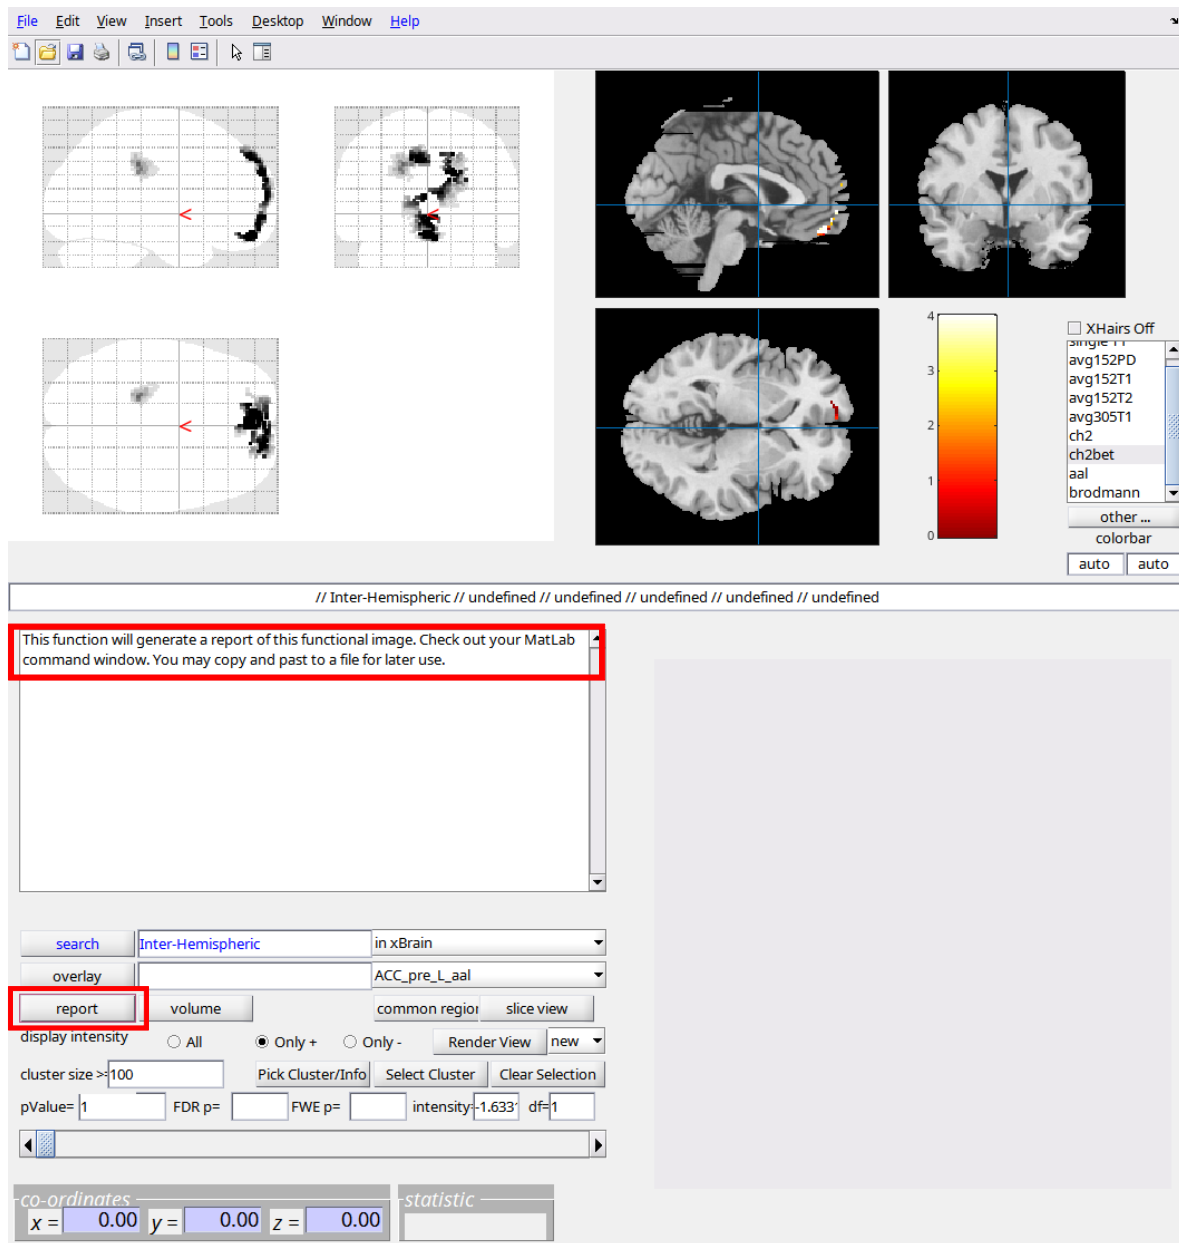 File Edit View Insert Tools Desktop Window Help
4
3
2
1
0
XHairs Off
single T1
avg152PD
avg152T1
avg152T2
avg305T1
ch2
ch2bet
aal
brodmann
other ...
colorbar
auto auto
// Inter-Hemispheric // undefined // undefined // undefined // undefined // undefined
This function will generate a report of this functional image. Check out your MatLab
command window. You may copy and past to a file for later use.
search Inter-Hemispheric in xBrain
overlay ACC_pre_L_aal
report volume common region slice view
display intensity All Only + Only - Render View new
cluster size >= 100 Pick Cluster/Info Select Cluster Clear Selection
pValue= 1 FDR p= FWE p= intensity= -1.633 df= 1
co-ordinates statistic
x = 0.00 y = 0.00 z = 0.00